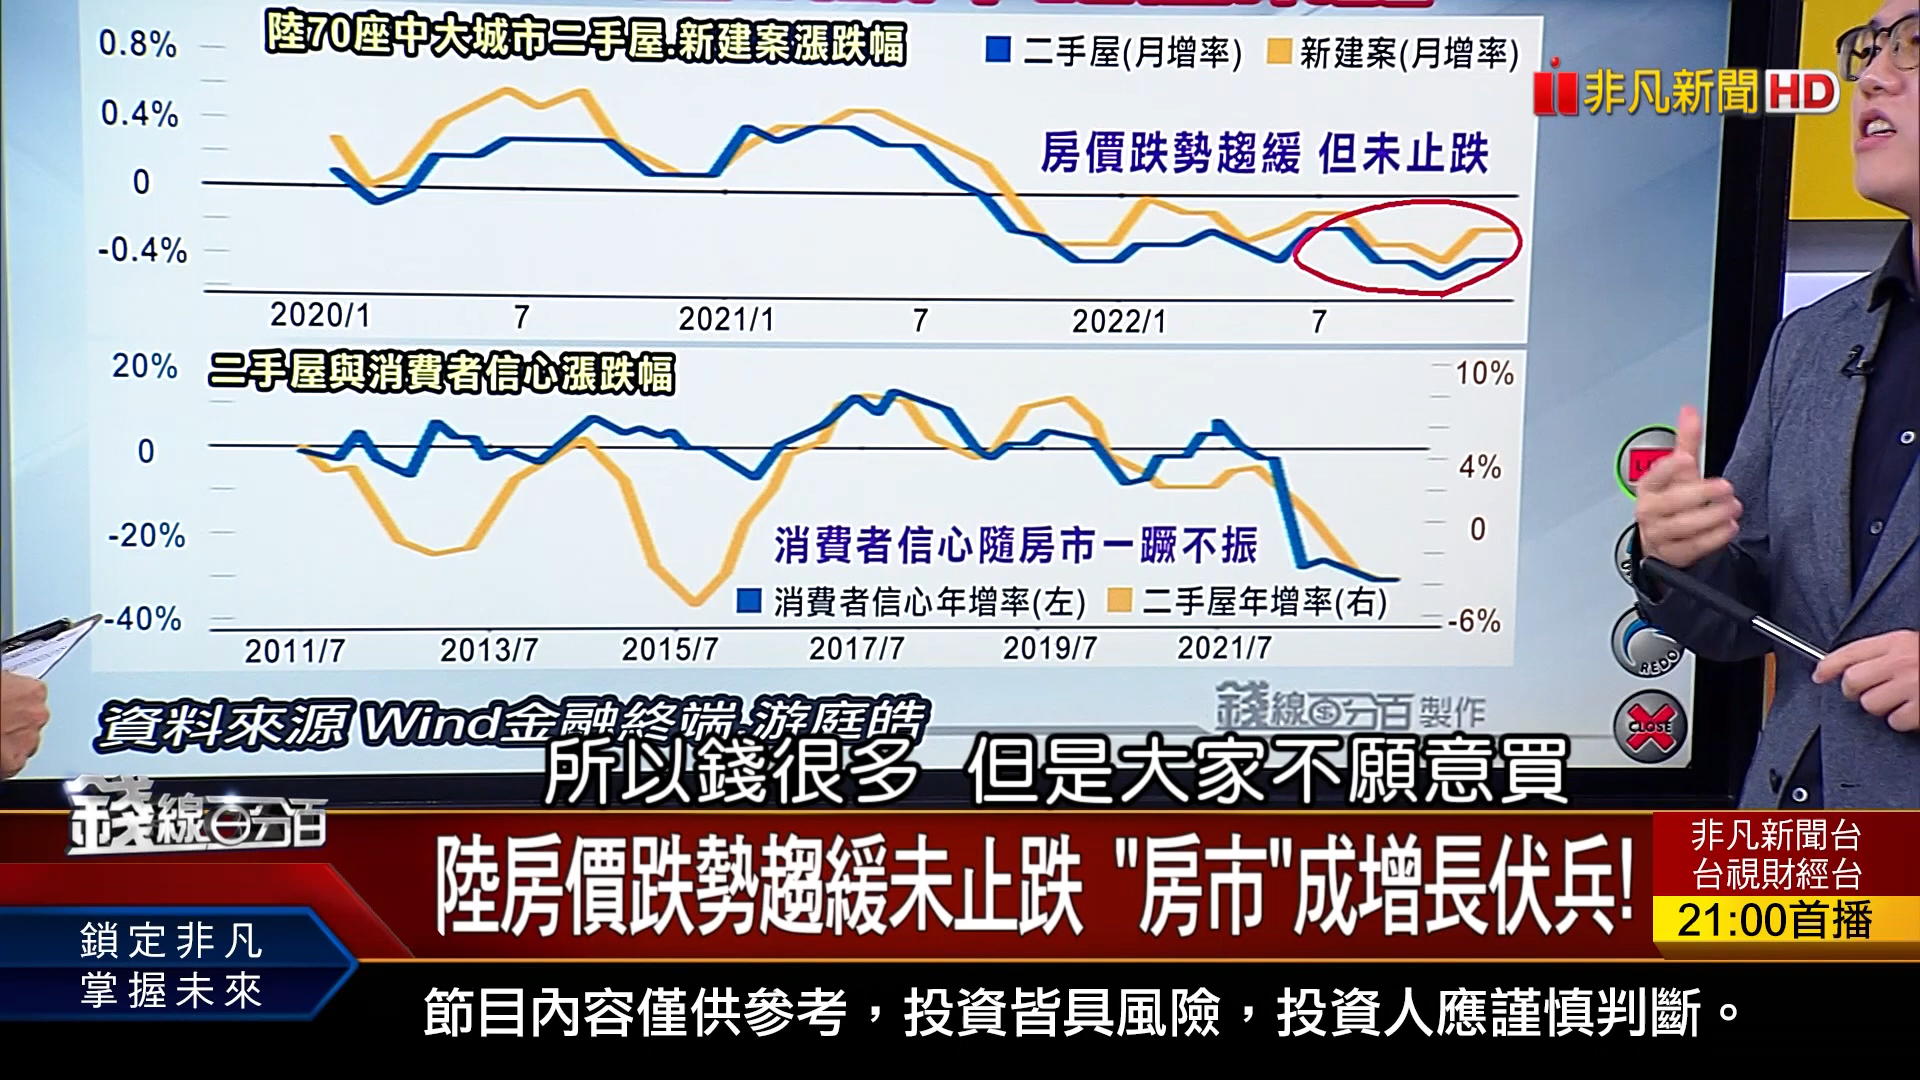 陸70座中大城市二手屋.新建案漲跌幅
二手屋(月增率) 新建案(月增率)
0.8%
0.4%
0
-0.4%
房價跌勢趨緩 但未止跌
2020/1 7 2021/1 7 2022/1 7
非凡新聞HD
二手屋與消費者信心漲跌幅
20%
0
-20%
-40%
10%
4%
0
-6%
消費者信心隨房市一蹶不振
消費者信心年增率(左) 二手屋年增率(右)
2011/7 2013/7 2015/7 2017/7 2019/7 2021/7
REDO
CLOSE
資料來源 Wind金融終端.游庭皓
錢線百分百 製作
所以錢很多 但是大家不願意買
錢線百分百
陸房價跌勢趨緩未止跌 "房市"成增長伏兵!
非凡新聞台
台視財經台
21:00首播
鎖定非凡
掌握未來
節目內容僅供參考，投資皆具風險，投資人應謹慎判斷。